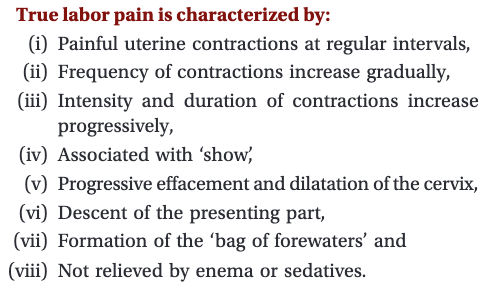 True labor pain is characterized by:
(i) Painful uterine contractions at regular intervals,
(ii) Frequency of contractions increase gradually,
(iii) Intensity and duration of contractions increase
progressively,
(iv) Associated with ‘show’,
(v) Progressive effacement and dilatation of the cervix,
(vi) Descent of the presenting part,
(vii) Formation of the ‘bag of forewaters’ and
(viii) Not relieved by enema or sedatives.